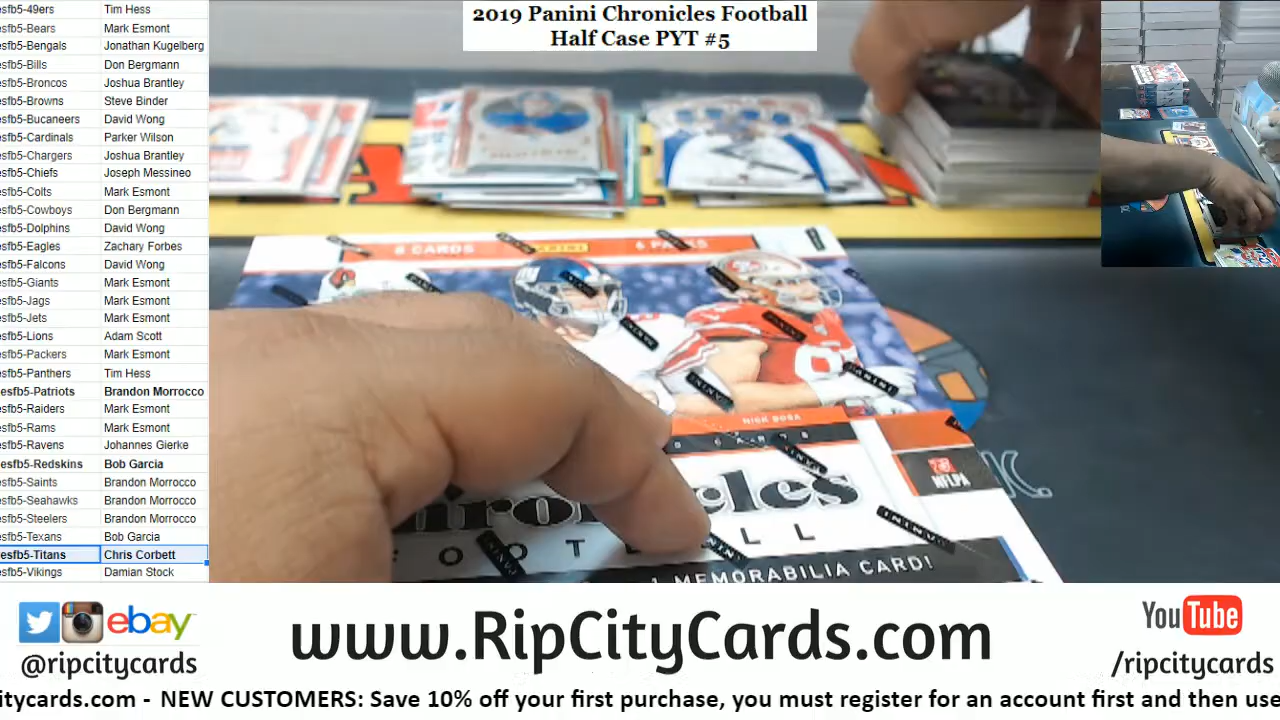 2019 Panini Chronicles Football
Half Case PYT #5
esfb5-49ers Tim Hess
esfb5-Bears Mark Esmont
esfb5-Bengals Jonathan Kugelberg
esfb5-Bills Don Bergmann
esfb5-Broncos Joshua Brantley
esfb5-Browns Steve Binder
esfb5-Bucaneers David Wong
esfb5-Cardinals Parker Wilson
esfb5-Chargers Joshua Brantley
esfb5-Chiefs Joseph Messineo
esfb5-Colts Mark Esmont
esfb5-Cowboys Don Bergmann
esfb5-Dolphins David Wong
esfb5-Eagles Zachary Forbes
esfb5-Falcons David Wong
esfb5-Giants Mark Esmont
esfb5-Jags Mark Esmont
esfb5-Jets Mark Esmont
esfb5-Lions Adam Scott
esfb5-Packers Mark Esmont
esfb5-Panthers Tim Hess
esfb5-Patriots Brandon Morrocco
esfb5-Raiders Mark Esmont
esfb5-Rams Mark Esmont
esfb5-Ravens Johannes Gierke
esfb5-Redskins Bob Garcia
esfb5-Saints Brandon Morrocco
esfb5-Seahawks Brandon Morrocco
esfb5-Steelers Brandon Morrocco
esfb5-Texans Bob Garcia
esfb5-Titans Chris Corbett
esfb5-Vikings Damian Stock
8 CARDS PANINI 6 PACKS
NICK BOSA
NFLPA
MEMORABILIA CARD!
ebay
@ripcitycards
www.RipCityCards.com
YouTube
/ripcitycards
citycards.com - NEW CUSTOMERS: Save 10% off your first purchase, you must register for an account first and then use